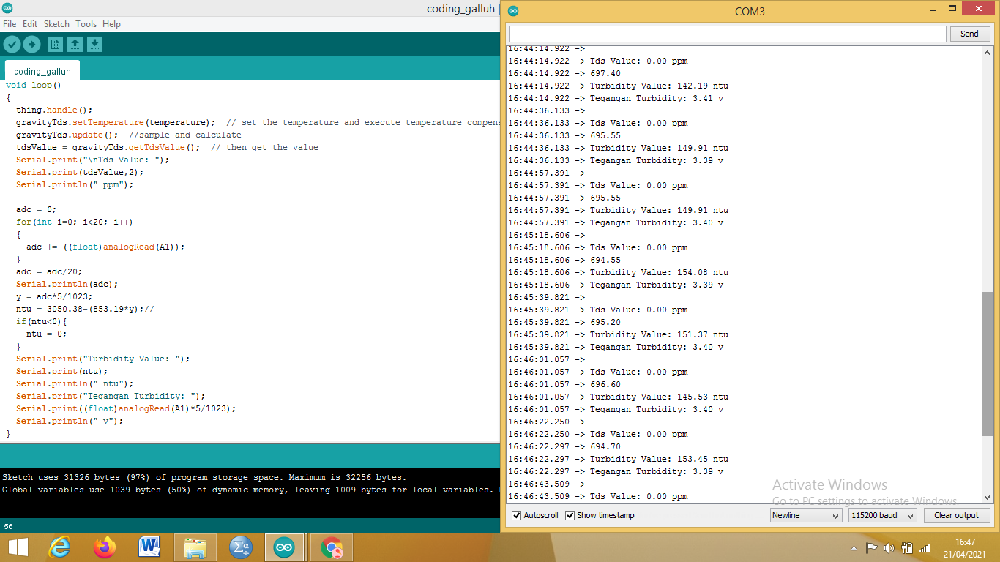 coding_galluh |
File Edit Sketch Tools Help
coding_galluh
void loop()
{
  thing.handle();
  gravityTds.setTemperature(temperature);  // set the temperature and execute temperature compens
  gravityTds.update();  //sample and calculate
  tdsValue = gravityTds.getTdsValue();  // then get the value
  Serial.print("\nTds Value: ");
  Serial.print(tdsValue,2);
  Serial.println(" ppm");
  adc = 0;
  for(int i=0; i<20; i++)
  {
    adc += ((float)analogRead(A1));
  }
  adc = adc/20;
  Serial.println(adc);
  y = adc*5/1023;
  ntu = 3050.38-(853.19*y);//
  if(ntu<0){
    ntu = 0;
  }
  Serial.print("Turbidity Value: ");
  Serial.print(ntu);
  Serial.println(" ntu");
  Serial.print("Tegangan Turbidity: ");
  Serial.print((float)analogRead(A1)*5/1023);
  Serial.println(" v");
}
Sketch uses 31326 bytes (97%) of program storage space. Maximum is 32256 bytes.
Global variables use 1039 bytes (50%) of dynamic memory, leaving 1009 bytes for local variables.
56
COM3
Send
16:44:14.922 ->
16:44:14.922 -> Tds Value: 0.00 ppm
16:44:14.922 -> 697.40
16:44:14.922 -> Turbidity Value: 142.19 ntu
16:44:14.922 -> Tegangan Turbidity: 3.41 v
16:44:36.133 ->
16:44:36.133 -> Tds Value: 0.00 ppm
16:44:36.133 -> 695.55
16:44:36.133 -> Turbidity Value: 149.91 ntu
16:44:36.133 -> Tegangan Turbidity: 3.39 v
16:44:57.391 ->
16:44:57.391 -> Tds Value: 0.00 ppm
16:44:57.391 -> 695.55
16:44:57.391 -> Turbidity Value: 149.91 ntu
16:44:57.391 -> Tegangan Turbidity: 3.40 v
16:45:18.606 ->
16:45:18.606 -> Tds Value: 0.00 ppm
16:45:18.606 -> 694.55
16:45:18.606 -> Turbidity Value: 154.08 ntu
16:45:18.606 -> Tegangan Turbidity: 3.39 v
16:45:39.821 ->
16:45:39.821 -> Tds Value: 0.00 ppm
16:45:39.821 -> 695.20
16:45:39.821 -> Turbidity Value: 151.37 ntu
16:45:39.821 -> Tegangan Turbidity: 3.40 v
16:46:01.057 ->
16:46:01.057 -> Tds Value: 0.00 ppm
16:46:01.057 -> 696.60
16:46:01.057 -> Turbidity Value: 145.53 ntu
16:46:01.057 -> Tegangan Turbidity: 3.40 v
16:46:22.250 ->
16:46:22.250 -> Tds Value: 0.00 ppm
16:46:22.297 -> 694.70
16:46:22.297 -> Turbidity Value: 153.45 ntu
16:46:22.297 -> Tegangan Turbidity: 3.39 v
16:46:43.509 ->
16:46:43.509 -> Tds Value: 0.00 ppm
Activate Windows
Go to PC settings to activate Windows.
Autoscroll Show timestamp Newline 115200 baud Clear output
16:47
21/04/2021